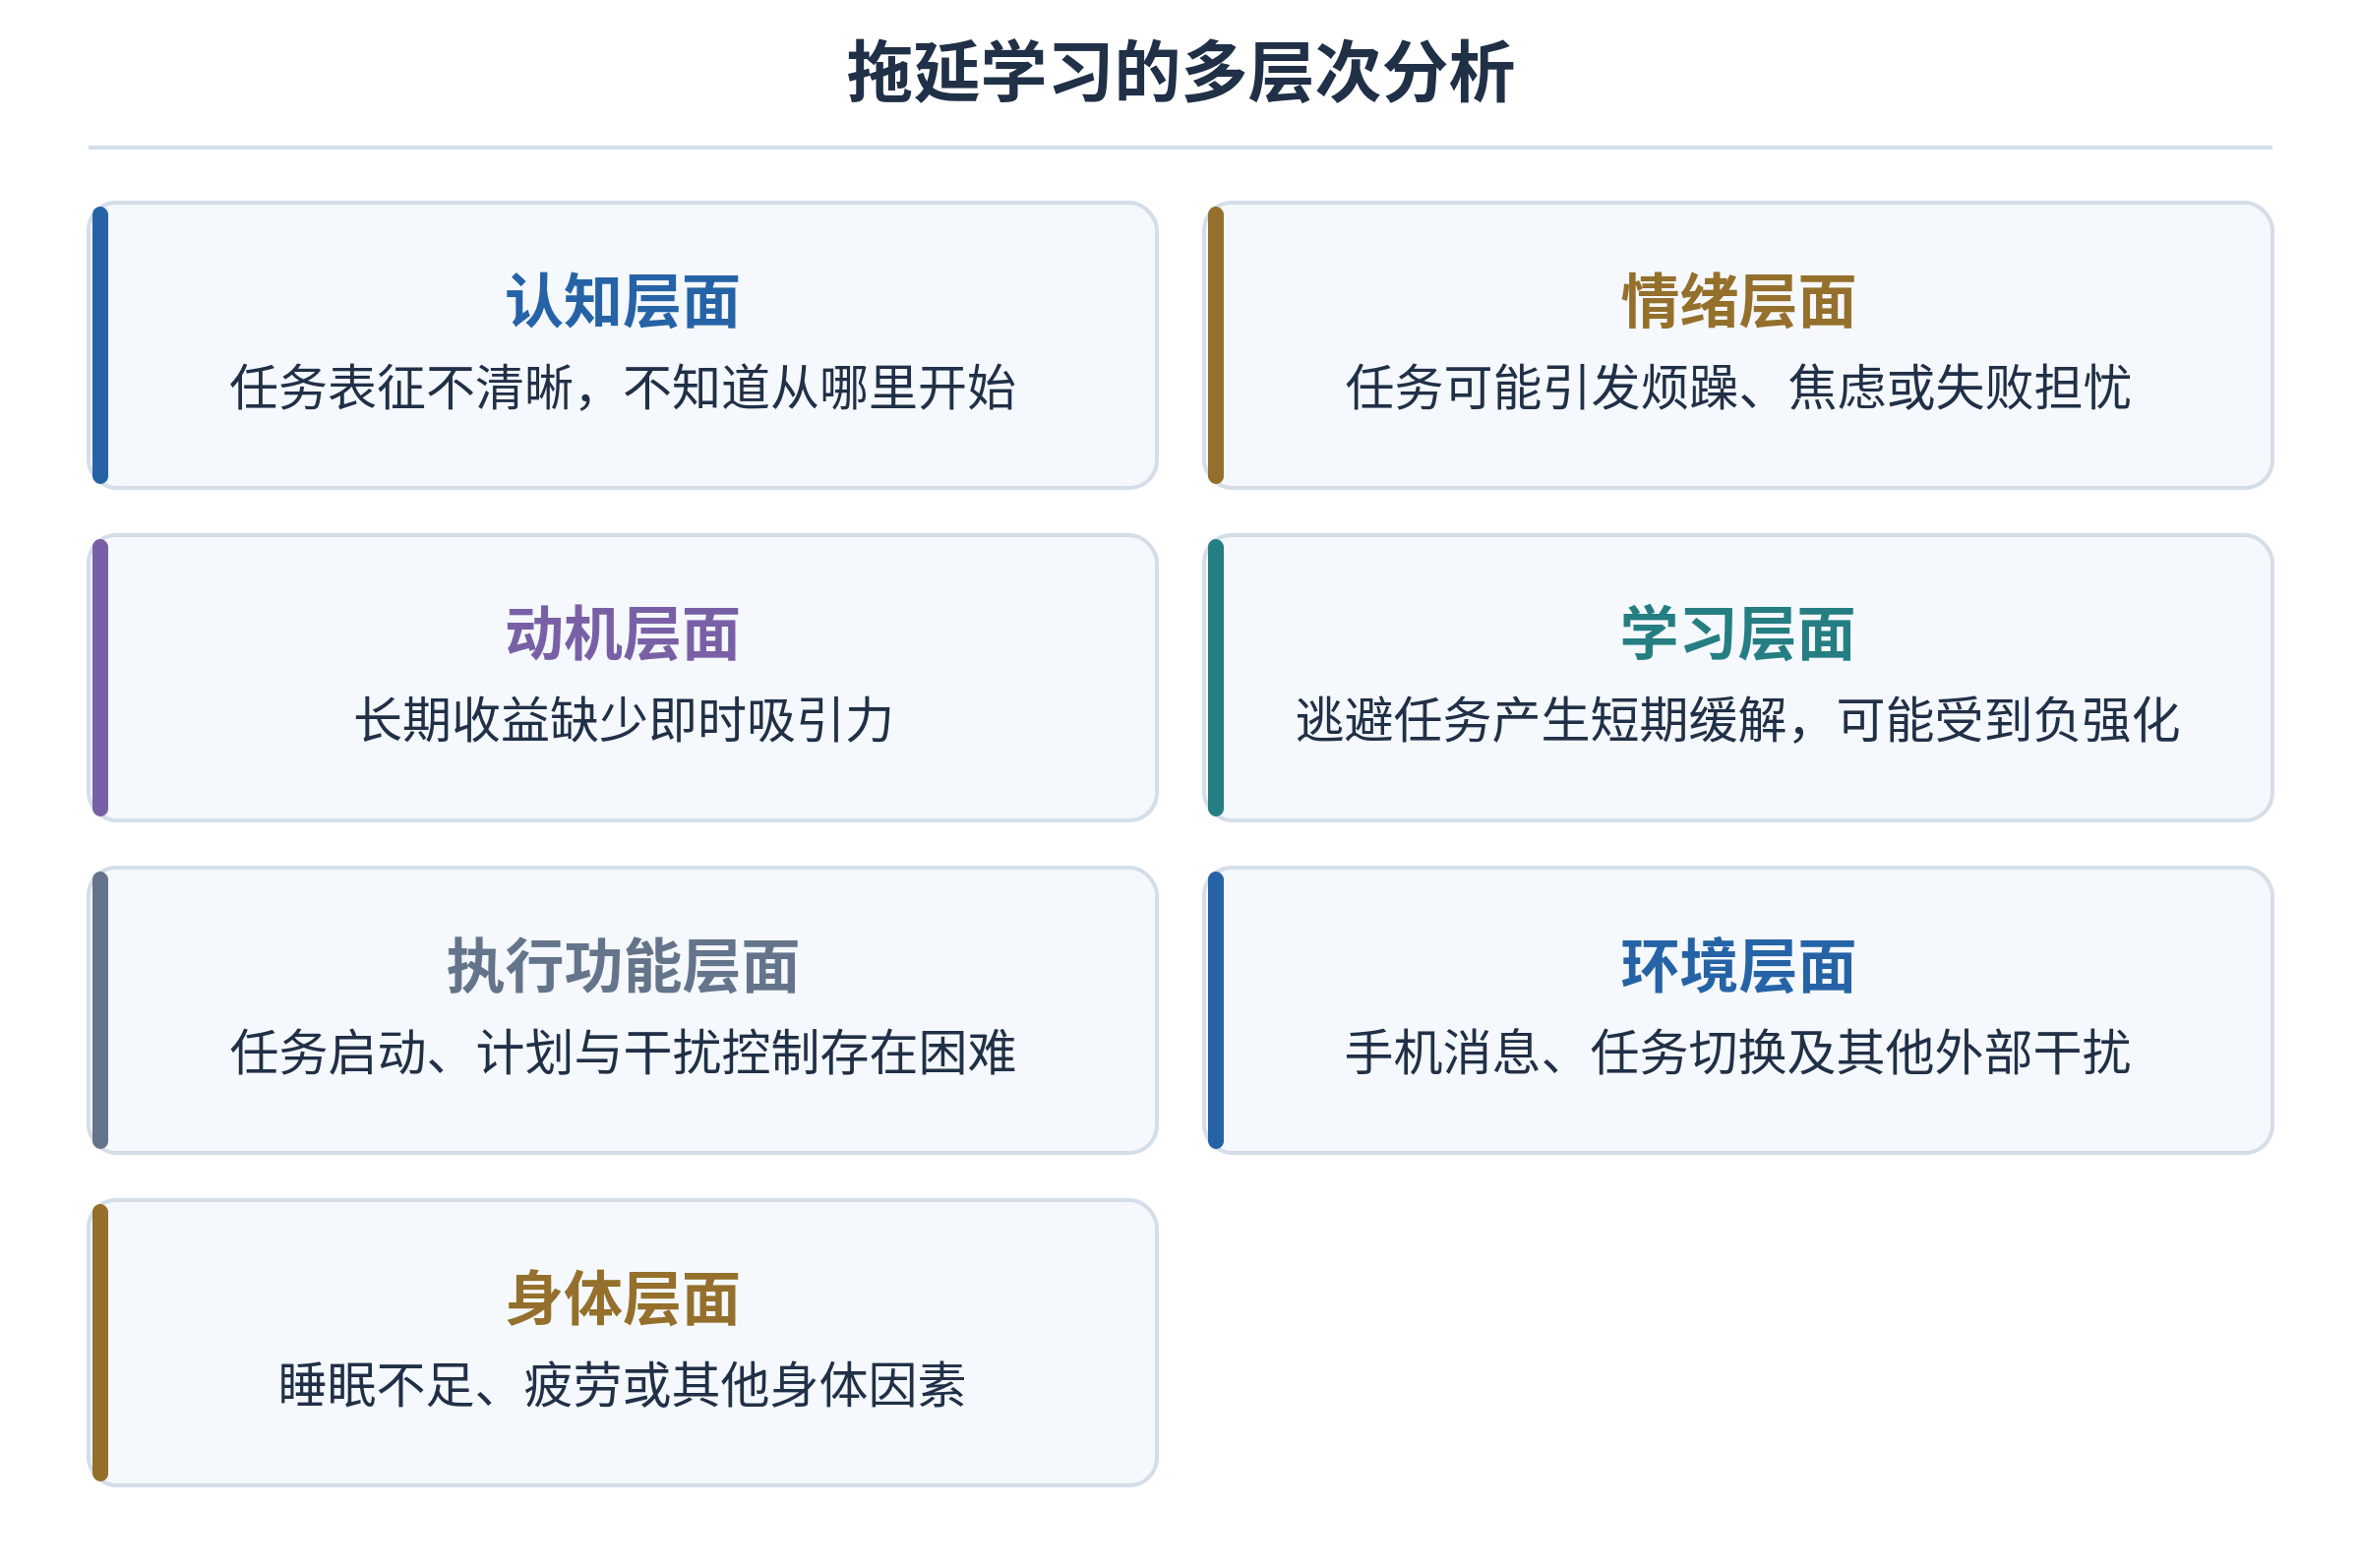 拖延学习的多层次分析
认知层面
任务表征不清晰，不知道从哪里开始
情绪层面
任务可能引发烦躁、焦虑或失败担忧
动机层面
长期收益缺少即时吸引力
学习层面
逃避任务产生短期缓解，可能受到负强化
执行功能层面
任务启动、计划与干扰控制存在困难
环境层面
手机消息、任务切换及其他外部干扰
身体层面
睡眠不足、疲劳或其他身体因素